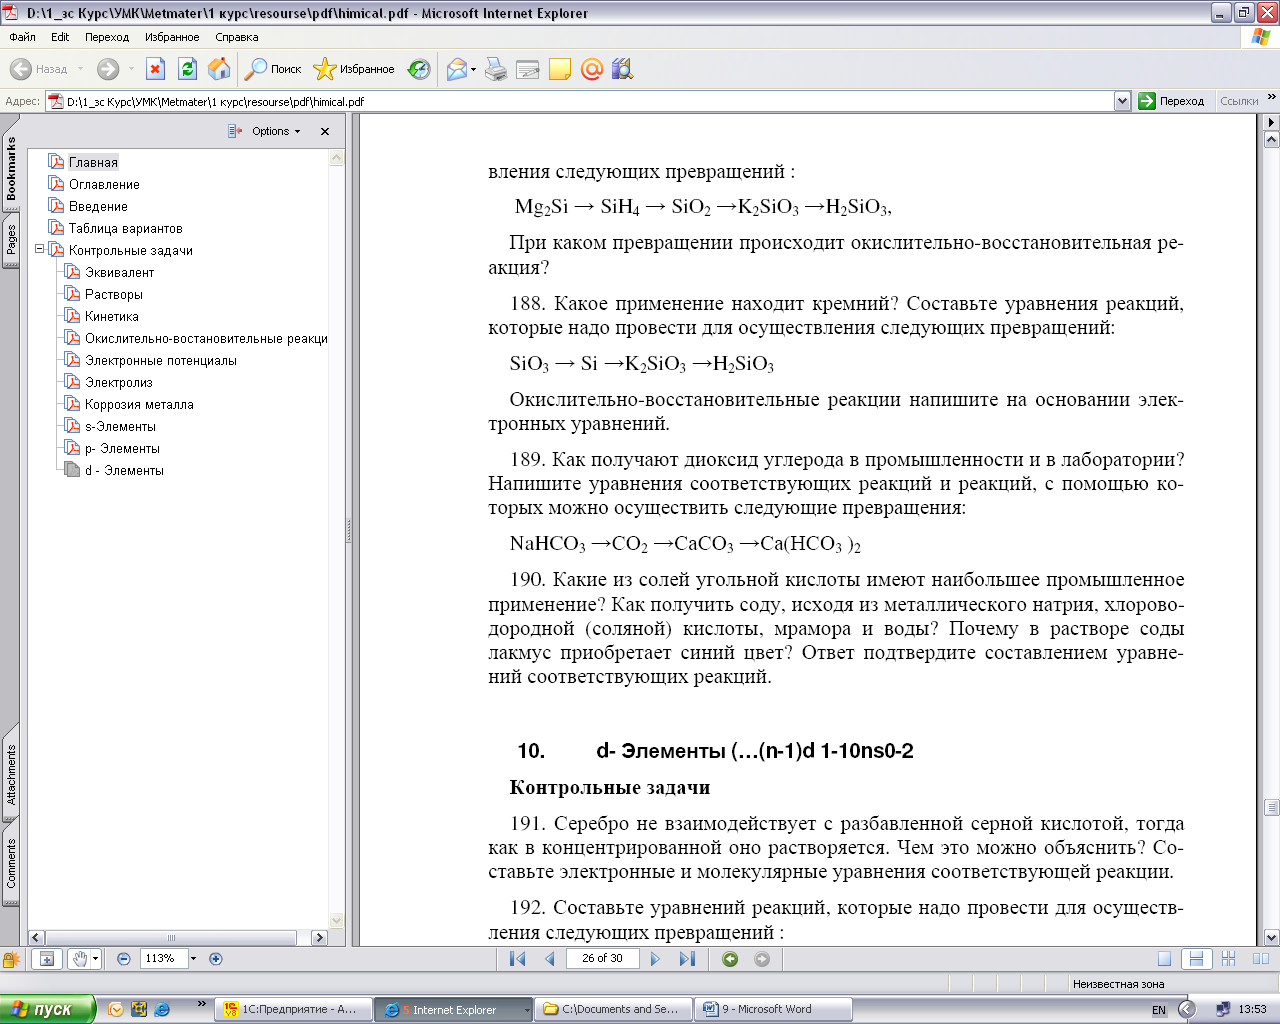 D:\1_зс Курс\УМК\Metmater\1 курс\resourse\pdf\himical.pdf - Microsoft Internet Explorer
Файл Edit Переход Избранное Справка
Назад Поиск Избранное
Адрес: D:\1_зс Курс\УМК\Metmater\1 курс\resourse\pdf\himical.pdf Переход Ссылки »
Options
Bookmarks
Pages
Attachments
Comments
Главная
Оглавление
Введение
Таблица вариантов
Контрольные задачи
Эквивалент
Растворы
Кинетика
Окислительно-востановительные реакци
Электронные потенциалы
Электролиз
Коррозия металла
s-Элементы
p- Элементы
d - Элементы
вления следующих превращений :
Mg₂Si → SiH₄ → SiO₂ →K₂SiO₃ →H₂SiO₃,
При каком превращении происходит окислительно-восстановительная ре-
акция?
188. Какое применение находит кремний? Составьте уравнения реакций,
которые надо провести для осуществления следующих превращений:
SiO₃ → Si →K₂SiO₃ →H₂SiO₃
Окислительно-восстановительные реакции напишите на основании элек-
тронных уравнений.
189. Как получают диоксид углерода в промышленности и в лаборатории?
Напишите уравнения соответствующих реакций и реакций, с помощью ко-
торых можно осуществить следующие превращения:
NaHCO₃ →CO₂ →CaCO₃ →Ca(HCO₃ )₂
190. Какие из солей угольной кислоты имеют наибольшее промышленное
применение? Как получить соду, исходя из металлического натрия, хлорово-
дородной (соляной) кислоты, мрамора и воды? Почему в растворе соды
лакмус приобретает синий цвет? Ответ подтвердите составлением уравне-
ний соответствующих реакций.
10. d- Элементы (…(n-1)d 1-10ns0-2
Контрольные задачи
191. Серебро не взаимодействует с разбавленной серной кислотой, тогда
как в концентрированной оно растворяется. Чем это можно объяснить? Со-
ставьте электронные и молекулярные уравнения соответствующей реакции.
192. Составьте уравнений реакций, которые надо провести для осуществ-
ления следующих превращений :
113% 26 of 30
Неизвестная зона
пуск » 1С:Предприятие - А... 5 Internet Explorer C:\Documents and Se... 9 - Microsoft Word EN 13:53